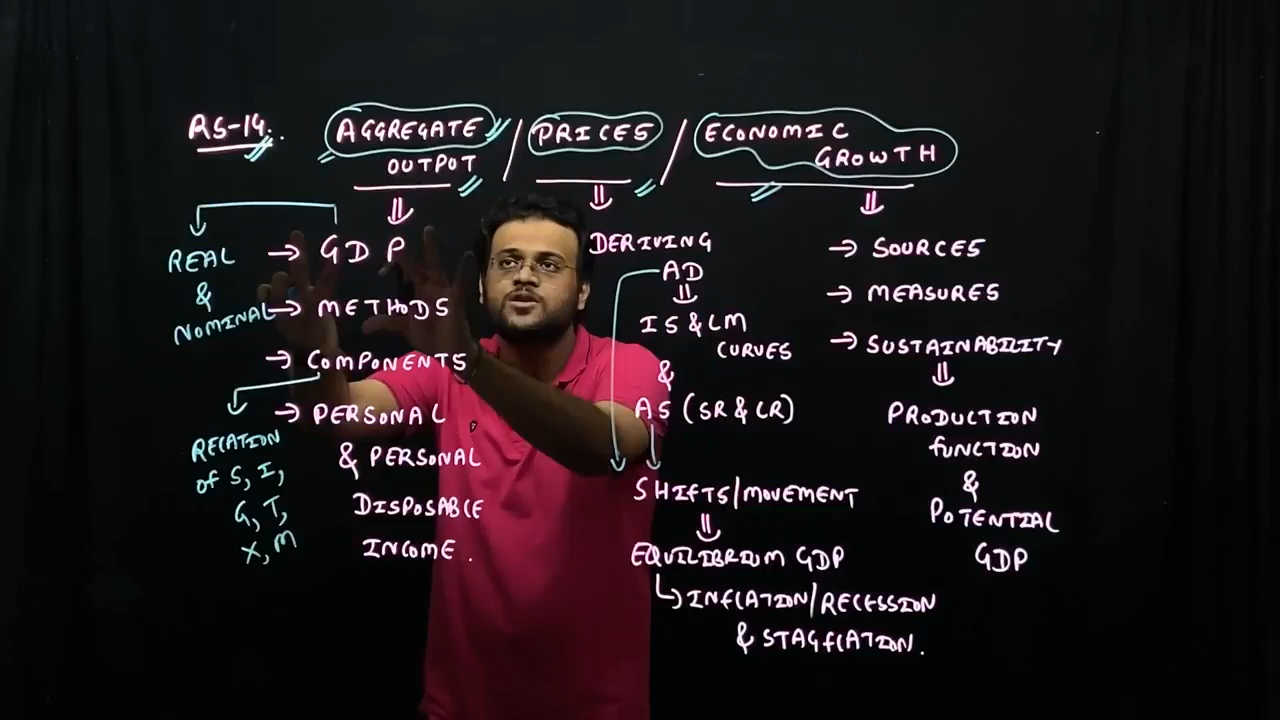 RS-14.. AGGREGATE / PRICES / ECONOMIC
OUTPUT GROWTH
⇓ ⇓ ⇓
REAL
&
NOMINAL
→ GDP
→ METHODS
→ COMPONENTS
RELATION
of S, I,
G, T,
X, M
→ PERSONAL
& PERSONAL
DISPOSABLE
INCOME.
DERIVING
AD
⇓
IS & LM
CURVES
&
AS (SR & LR)
SHIFTS/MOVEMENT
⇓
EQUILIBRIUM GDP
↳ INFLATION/RECESSION
& STAGFLATION.
→ SOURCES
→ MEASURES
→ SUSTAINABILITY
⇓
PRODUCTION
FUNCTION
&
POTENTIAL
GDP